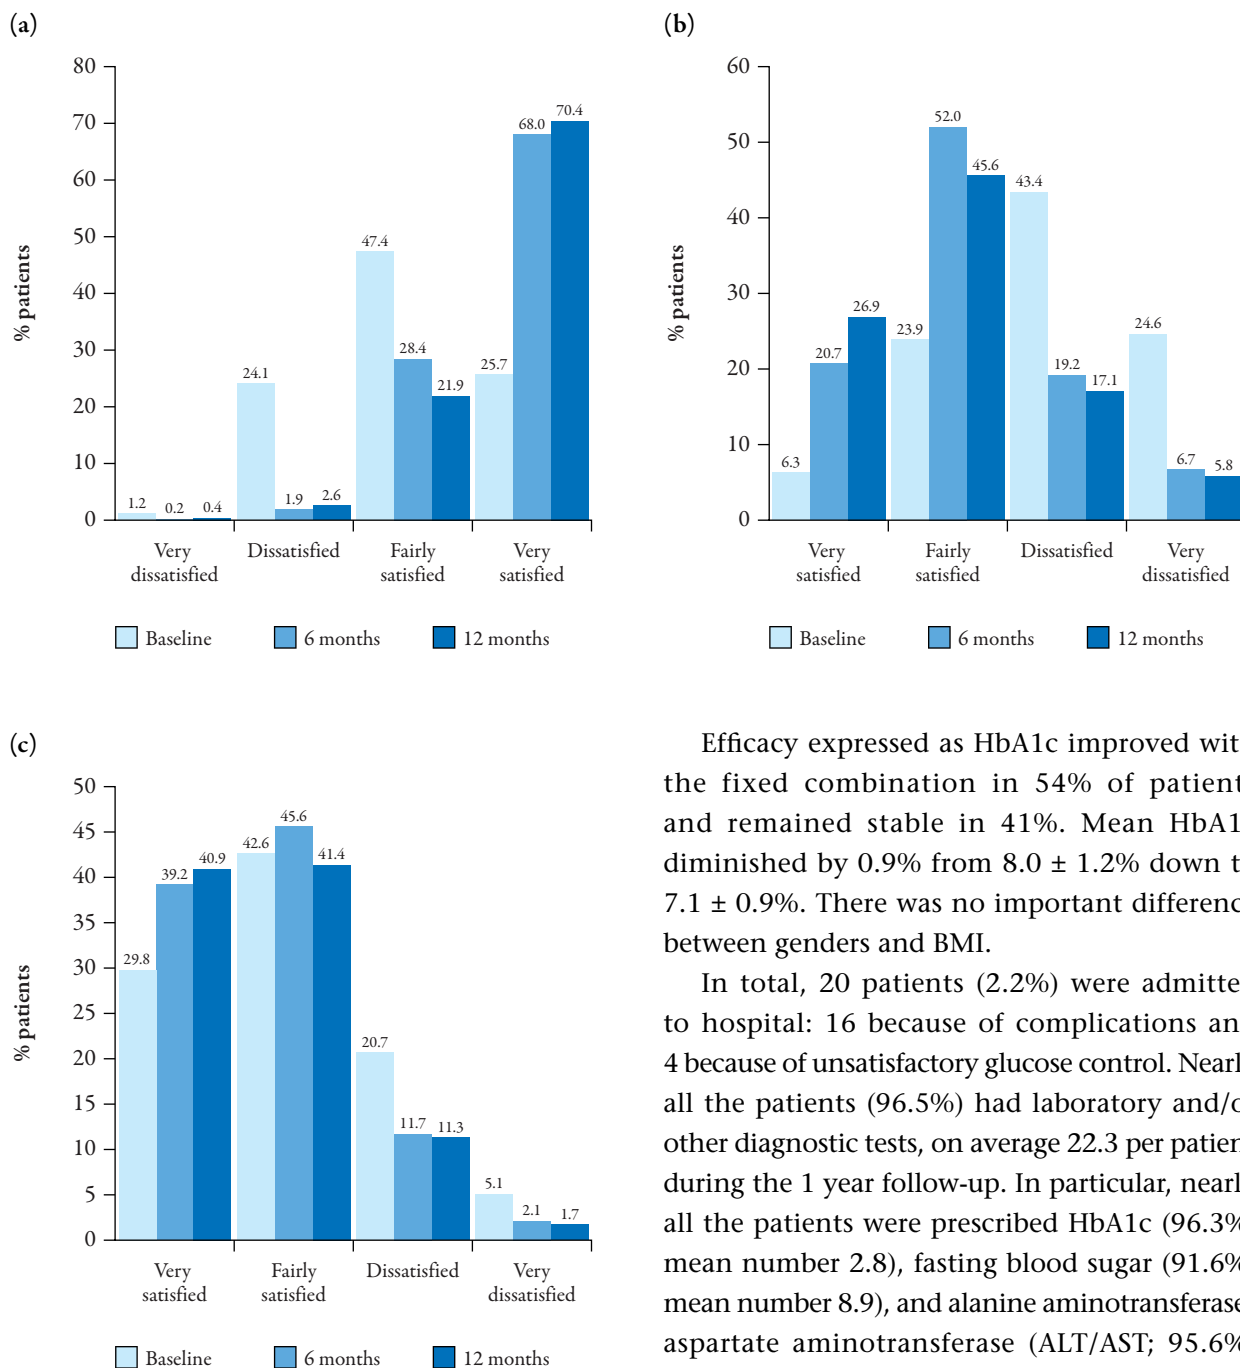 (a)
80
70
60
50
40
30
20
10
0
% patients
1.2
0.2
0.4
24.1
1.9
2.6
47.4
28.4
21.9
25.7
68.0
70.4
Very
dissatisfied
Dissatisfied
Fairly
satisfied
Very
satisfied
Baseline
6 months
12 months
(b)
60
50
40
30
20
10
0
% patients
6.3
20.7
26.9
23.9
52.0
45.6
43.4
19.2
17.1
24.6
6.7
5.8
Very
satisfied
Fairly
satisfied
Dissatisfied
Very
dissatisfied
Baseline
6 months
12 months
(c)
50
45
40
35
30
25
20
15
10
5
0
% patients
29.8
39.2
40.9
42.6
45.6
41.4
20.7
11.7
11.3
5.1
2.1
1.7
Very
satisfied
Fairly
satisfied
Dissatisfied
Very
dissatisfied
Baseline
6 months
12 months
Efficacy expressed as HbA1c improved wit
the fixed combination in 54% of patient
and remained stable in 41%. Mean HbA1
diminished by 0.9% from 8.0 ± 1.2% down t
7.1 ± 0.9%. There was no important differenc
between genders and BMI.
In total, 20 patients (2.2%) were admitte
to hospital: 16 because of complications an
4 because of unsatisfactory glucose control. Nearl
all the patients (96.5%) had laboratory and/o
other diagnostic tests, on average 22.3 per patien
during the 1 year follow-up. In particular, nearl
all the patients were prescribed HbA1c (96.3%
mean number 2.8), fasting blood sugar (91.6%
mean number 8.9), and alanine aminotransferase
aspartate aminotransferase (ALT/AST; 95.6%